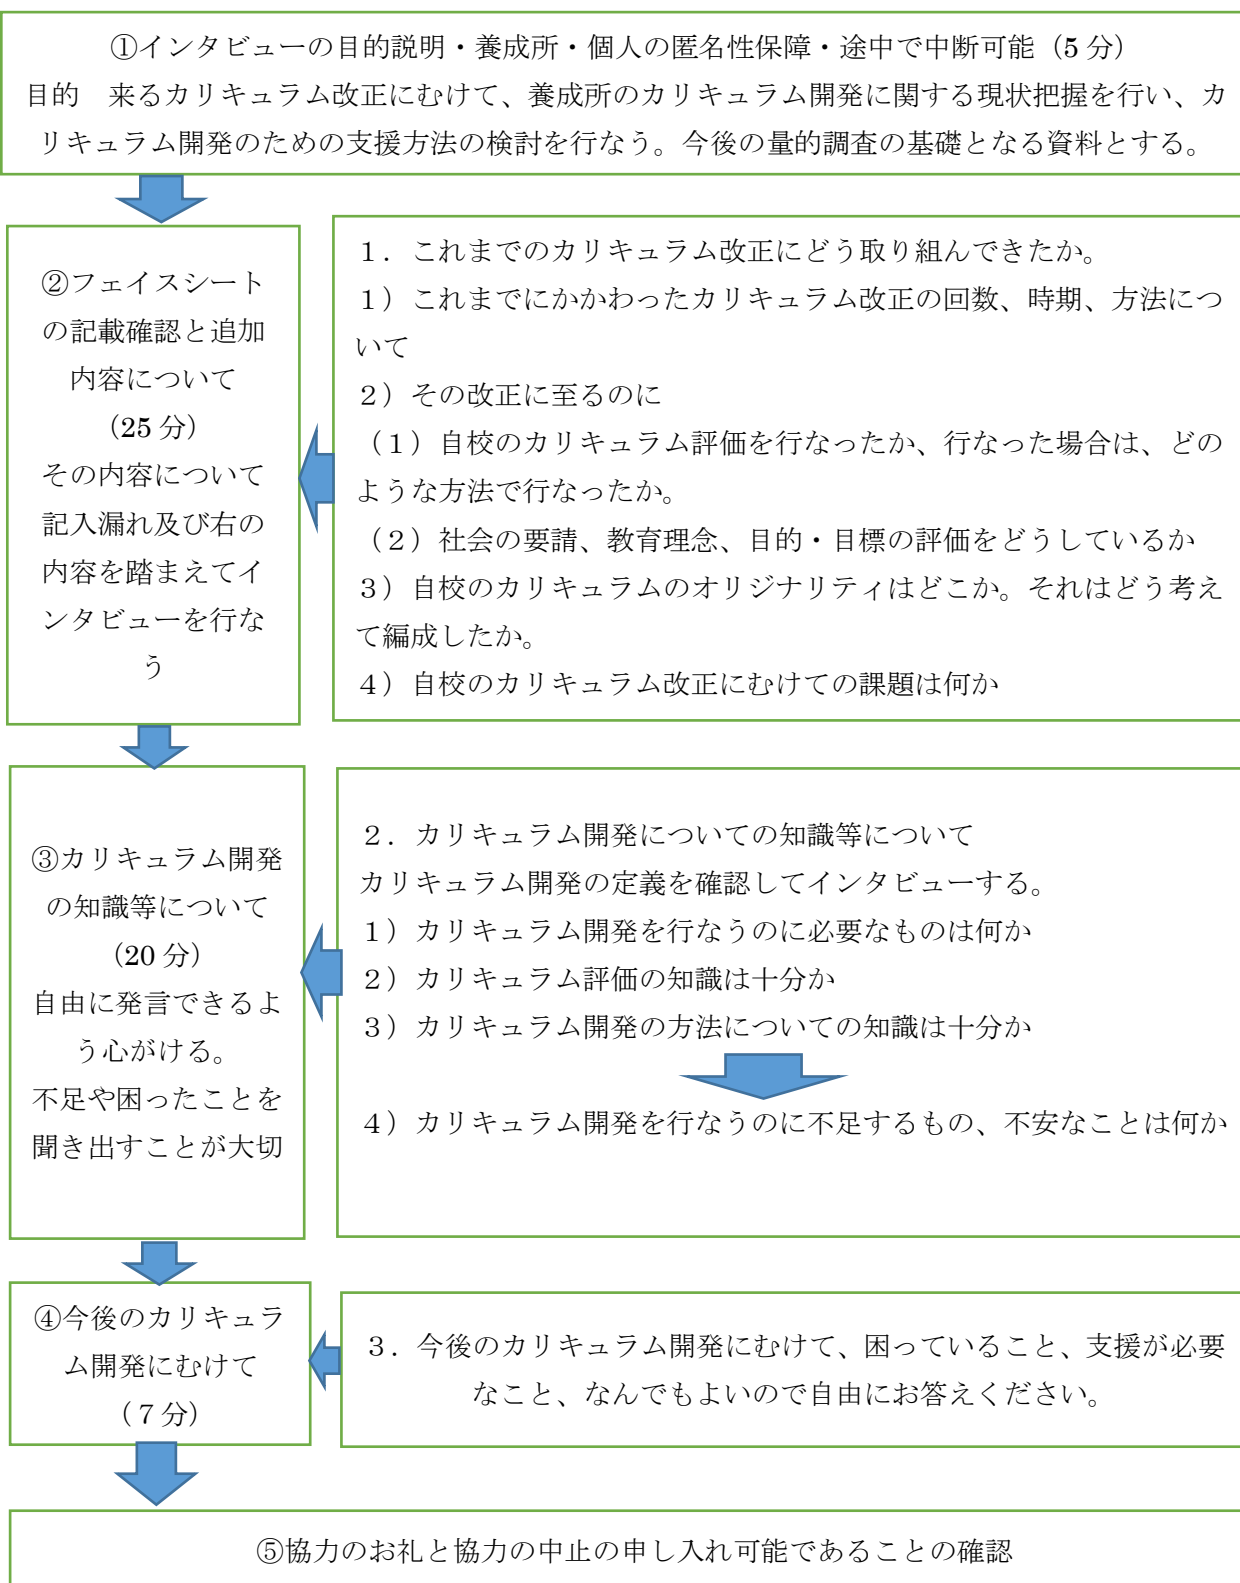 ①インタビューの目的説明・養成所・個人の匿名性保障・途中で中断可能（5 分）
目的　来るカリキュラム改正にむけて、養成所のカリキュラム開発に関する現状把握を行い、カ
リキュラム開発のための支援方法の検討を行なう。今後の量的調査の基礎となる資料とする。
②フェイスシート
の記載確認と追加
内容について
（25 分）
その内容について
記入漏れ及び右の
内容を踏まえてイ
ンタビューを行な
う
１．これまでのカリキュラム改正にどう取り組んできたか。
１）これまでにかかわったカリキュラム改正の回数、時期、方法につ
いて
２）その改正に至るのに
（１）自校のカリキュラム評価を行なったか、行なった場合は、どの
ような方法で行なったか。
（２）社会の要請、教育理念、目的・目標の評価をどうしているか
３）自校のカリキュラムのオリジナリティはどこか。それはどう考え
て編成したか。
４）自校のカリキュラム改正にむけての課題は何か
③カリキュラム開発
の知識等について
（20 分）
自由に発言できるよ
う心がける。
不足や困ったことを
聞き出すことが大切
２．カリキュラム開発についての知識等について
カリキュラム開発の定義を確認してインタビューする。
１）カリキュラム開発を行なうのに必要なものは何か
２）カリキュラム評価の知識は十分か
３）カリキュラム開発の方法についての知識は十分か
４）カリキュラム開発を行なうのに不足するもの、不安なことは何か
④今後のカリキュラ
ム開発にむけて
（７分）
３．今後のカリキュラム開発にむけて、困っていること、支援が必要
なこと、なんでもよいので自由にお答えください。
⑤協力のお礼と協力の中止の申し入れ可能であることの確認